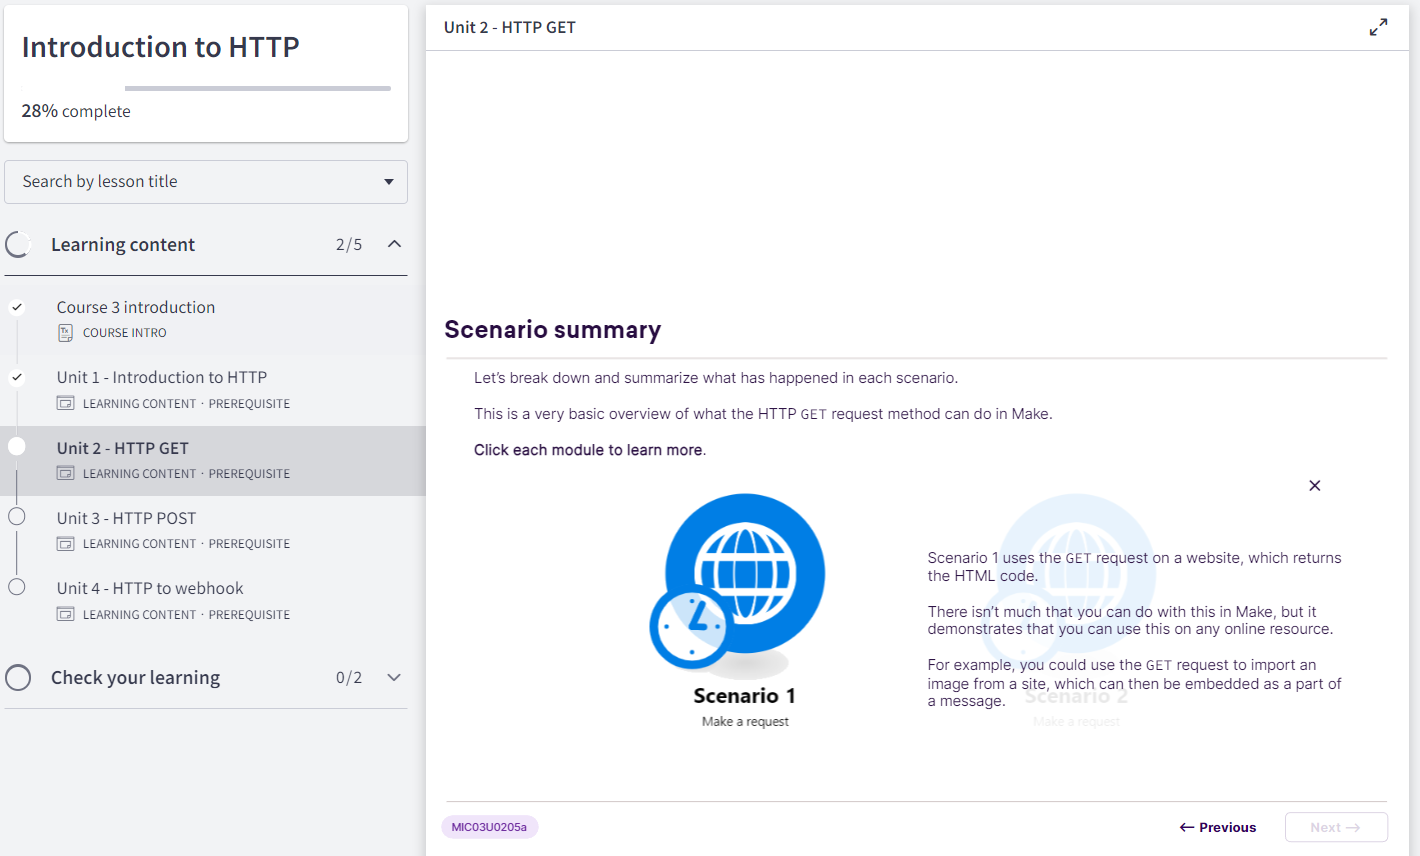 Introduction to HTTP
28% complete
Search by lesson title
Learning content 2/5
Course 3 introduction
COURSE INTRO
Unit 1 - Introduction to HTTP
LEARNING CONTENT · PREREQUISITE
Unit 2 - HTTP GET
LEARNING CONTENT · PREREQUISITE
Unit 3 - HTTP POST
LEARNING CONTENT · PREREQUISITE
Unit 4 - HTTP to webhook
LEARNING CONTENT · PREREQUISITE
Check your learning 0/2
Unit 2 - HTTP GET
Scenario summary
Let's break down and summarize what has happened in each scenario.
This is a very basic overview of what the HTTP GET request method can do in Make.
Click each module to learn more.
Scenario 1
Make a request
Scenario 1 uses the GET request on a website, which returns
the HTML code.
There isn't much that you can do with this in Make, but it
demonstrates that you can use this on any online resource.
For example, you could use the GET request to import an
image from a site, which can then be embedded as a part of
a message.
Scenario 2
Make a request
MIC03U0205a
← Previous
Next →